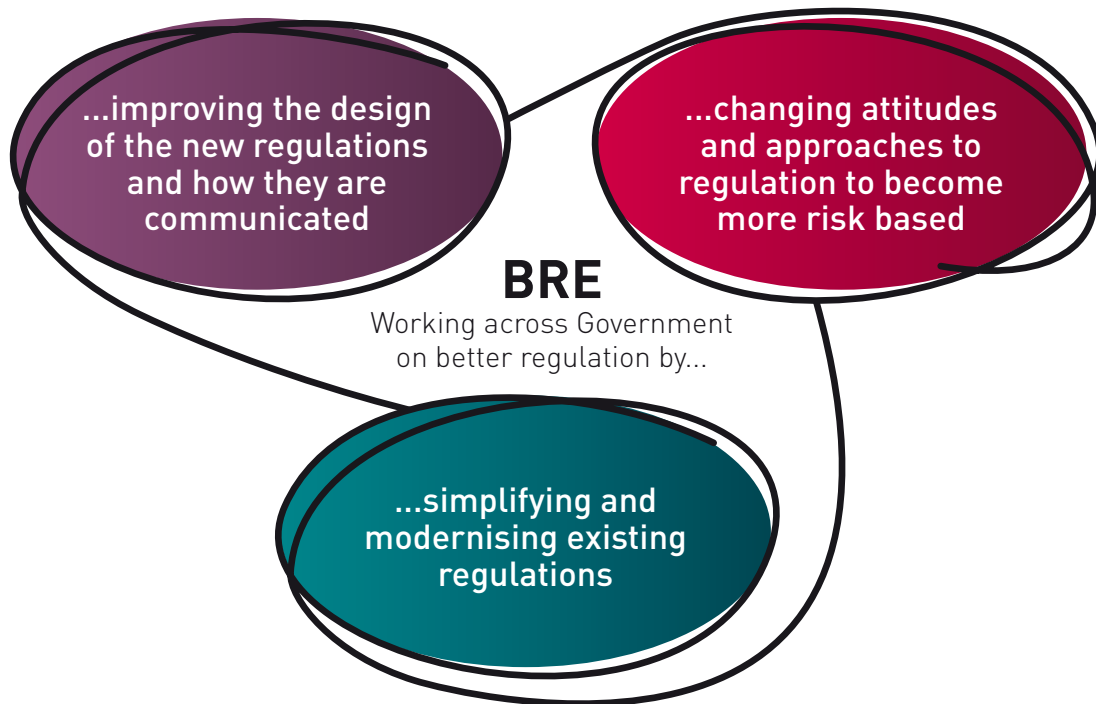 ...improving the design
of the new regulations
and how they are
communicated
...changing attitudes
and approaches to
regulation to become
more risk based
BRE
Working across Government
on better regulation by...
...simplifying and
modernising existing
regulations